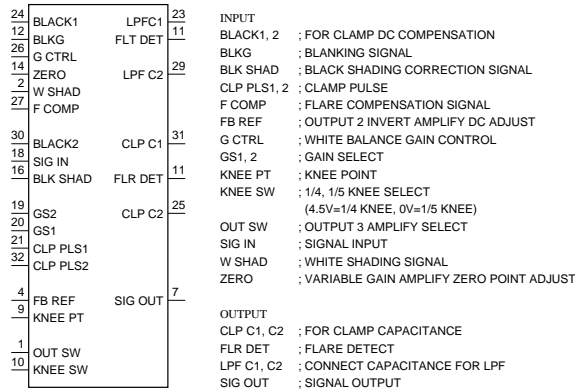 24 BLACK1 LPFC1 23
12 BLKG FLT DET 11
26 G CTRL
14 ZERO LPF C2 29
2 W SHAD
27 F COMP
30 BLACK2 CLP C1 31
18 SIG IN
16 BLK SHAD FLR DET 11
19 GS2 CLP C2 25
20 GS1
21 CLP PLS1
32 CLP PLS2
4 FB REF SIG OUT 7
9 KNEE PT
1 OUT SW
10 KNEE SW
INPUT
BLACK1, 2 ; FOR CLAMP DC COMPENSATION
BLKG ; BLANKING SIGNAL
BLK SHAD ; BLACK SHADING CORRECTION SIGNAL
CLP PLS1, 2 ; CLAMP PULSE
F COMP ; FLARE COMPENSATION SIGNAL
FB REF ; OUTPUT 2 INVERT AMPLIFY DC ADJUST
G CTRL ; WHITE BALANCE GAIN CONTROL
GS1, 2 ; GAIN SELECT
KNEE PT ; KNEE POINT
KNEE SW ; 1/4, 1/5 KNEE SELECT
(4.5V=1/4 KNEE, 0V=1/5 KNEE)
OUT SW ; OUTPUT 3 AMPLIFY SELECT
SIG IN ; SIGNAL INPUT
W SHAD ; WHITE SHADING SIGNAL
ZERO ; VARIABLE GAIN AMPLIFY ZERO POINT ADJUST
OUTPUT
CLP C1, C2 ; FOR CLAMP CAPACITANCE
FLR DET ; FLARE DETECT
LPF C1, C2 ; CONNECT CAPACITANCE FOR LPF
SIG OUT ; SIGNAL OUTPUT